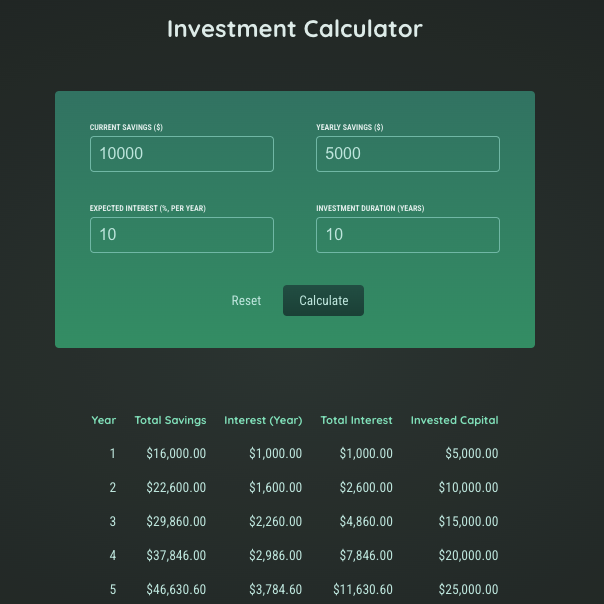 Investment Calculator
CURRENT SAVINGS ($) YEARLY SAVINGS ($)
10000 5000
EXPECTED INTEREST (%, PER YEAR) INVESTMENT DURATION (YEARS)
10 10
Reset Calculate
Year Total Savings Interest (Year) Total Interest Invested Capital
1 $16,000.00 $1,000.00 $1,000.00 $5,000.00
2 $22,600.00 $1,600.00 $2,600.00 $10,000.00
3 $29,860.00 $2,260.00 $4,860.00 $15,000.00
4 $37,846.00 $2,986.00 $7,846.00 $20,000.00
5 $46,630.60 $3,784.60 $11,630.60 $25,000.00